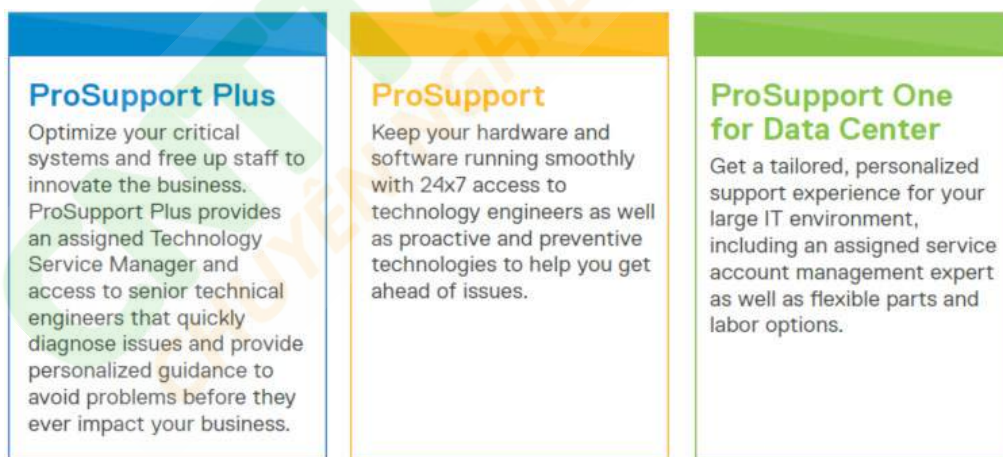 ProSupport Plus
Optimize your critical
systems and free up staff to
innovate the business.
ProSupport Plus provides
an assigned Technology
Service Manager and
access to senior technical
engineers that quickly
diagnose issues and provide
personalized guidance to
avoid problems before they
ever impact your business.
ProSupport
Keep your hardware and
software running smoothly
with 24x7 access to
technology engineers as well
as proactive and preventive
technologies to help you get
ahead of issues.
ProSupport One
for Data Center
Get a tailored, personalized
support experience for your
large IT environment,
including an assigned service
account management expert
as well as flexible parts and
labor options.